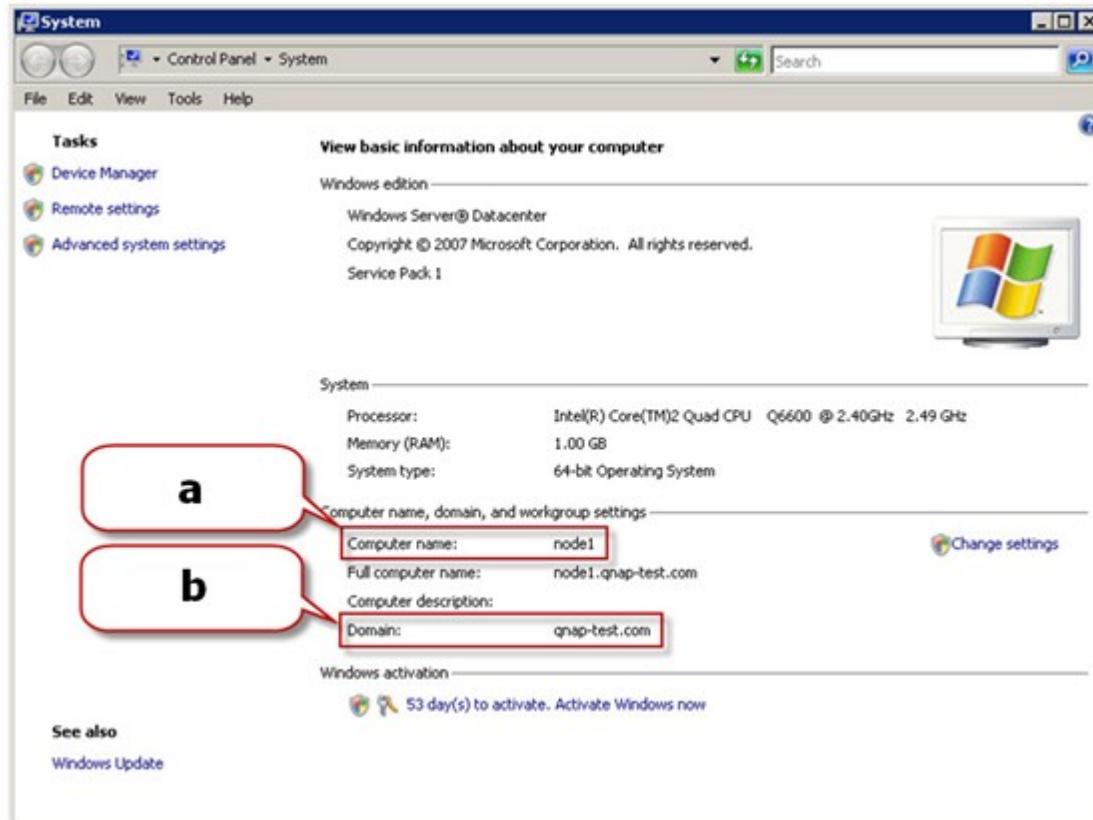 System
Control Panel System Search
File Edit View Tools Help
Tasks
Device Manager
Remote settings
Advanced system settings
View basic information about your computer
Windows edition
Windows Server® Datacenter
Copyright © 2007 Microsoft Corporation. All rights reserved.
Service Pack 1
System
Processor: Intel(R) Core(TM)2 Quad CPU Q6600 @ 2.40GHz 2.49 GHz
Memory (RAM): 1.00 GB
System type: 64-bit Operating System
a
Computer name, domain, and workgroup settings
Computer name: node1
Change settings
Full computer name: node1.qnap-test.com
b
Computer description:
Domain: qnap-test.com
Windows activation
53 day(s) to activate. Activate Windows now
See also
Windows Update